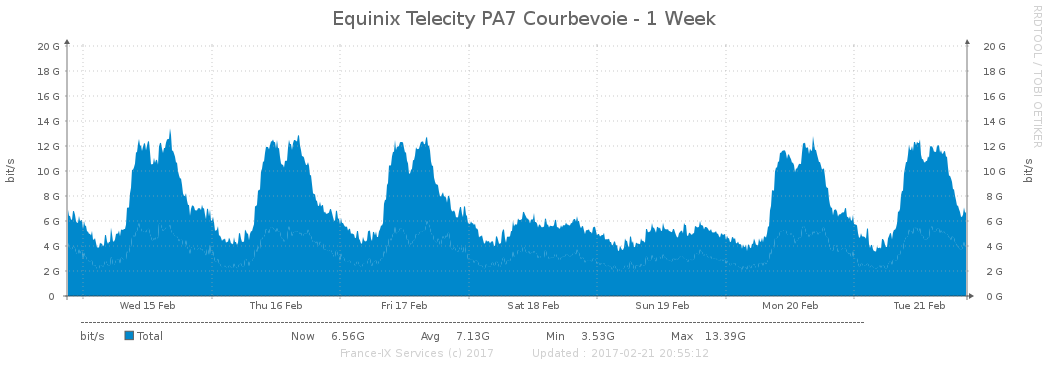 Equinix Telecity PA7 Courbevoie - 1 Week
RRDTOOL / TOBI OETIKER
bit/s
20 G 20 G
18 G 18 G
16 G 16 G
14 G 14 G
12 G 12 G
10 G 10 G
8 G 8 G
6 G 6 G
4 G 4 G
2 G 2 G
0 0 G
bit/s
Wed 15 Feb Thu 16 Feb Fri 17 Feb Sat 18 Feb Sun 19 Feb Mon 20 Feb Tue 21 Feb
bit/s Total Now 6.56G Avg 7.13G Min 3.53G Max 13.39G
France-IX Services (c) 2017 Updated : 2017-02-21 20:55:12